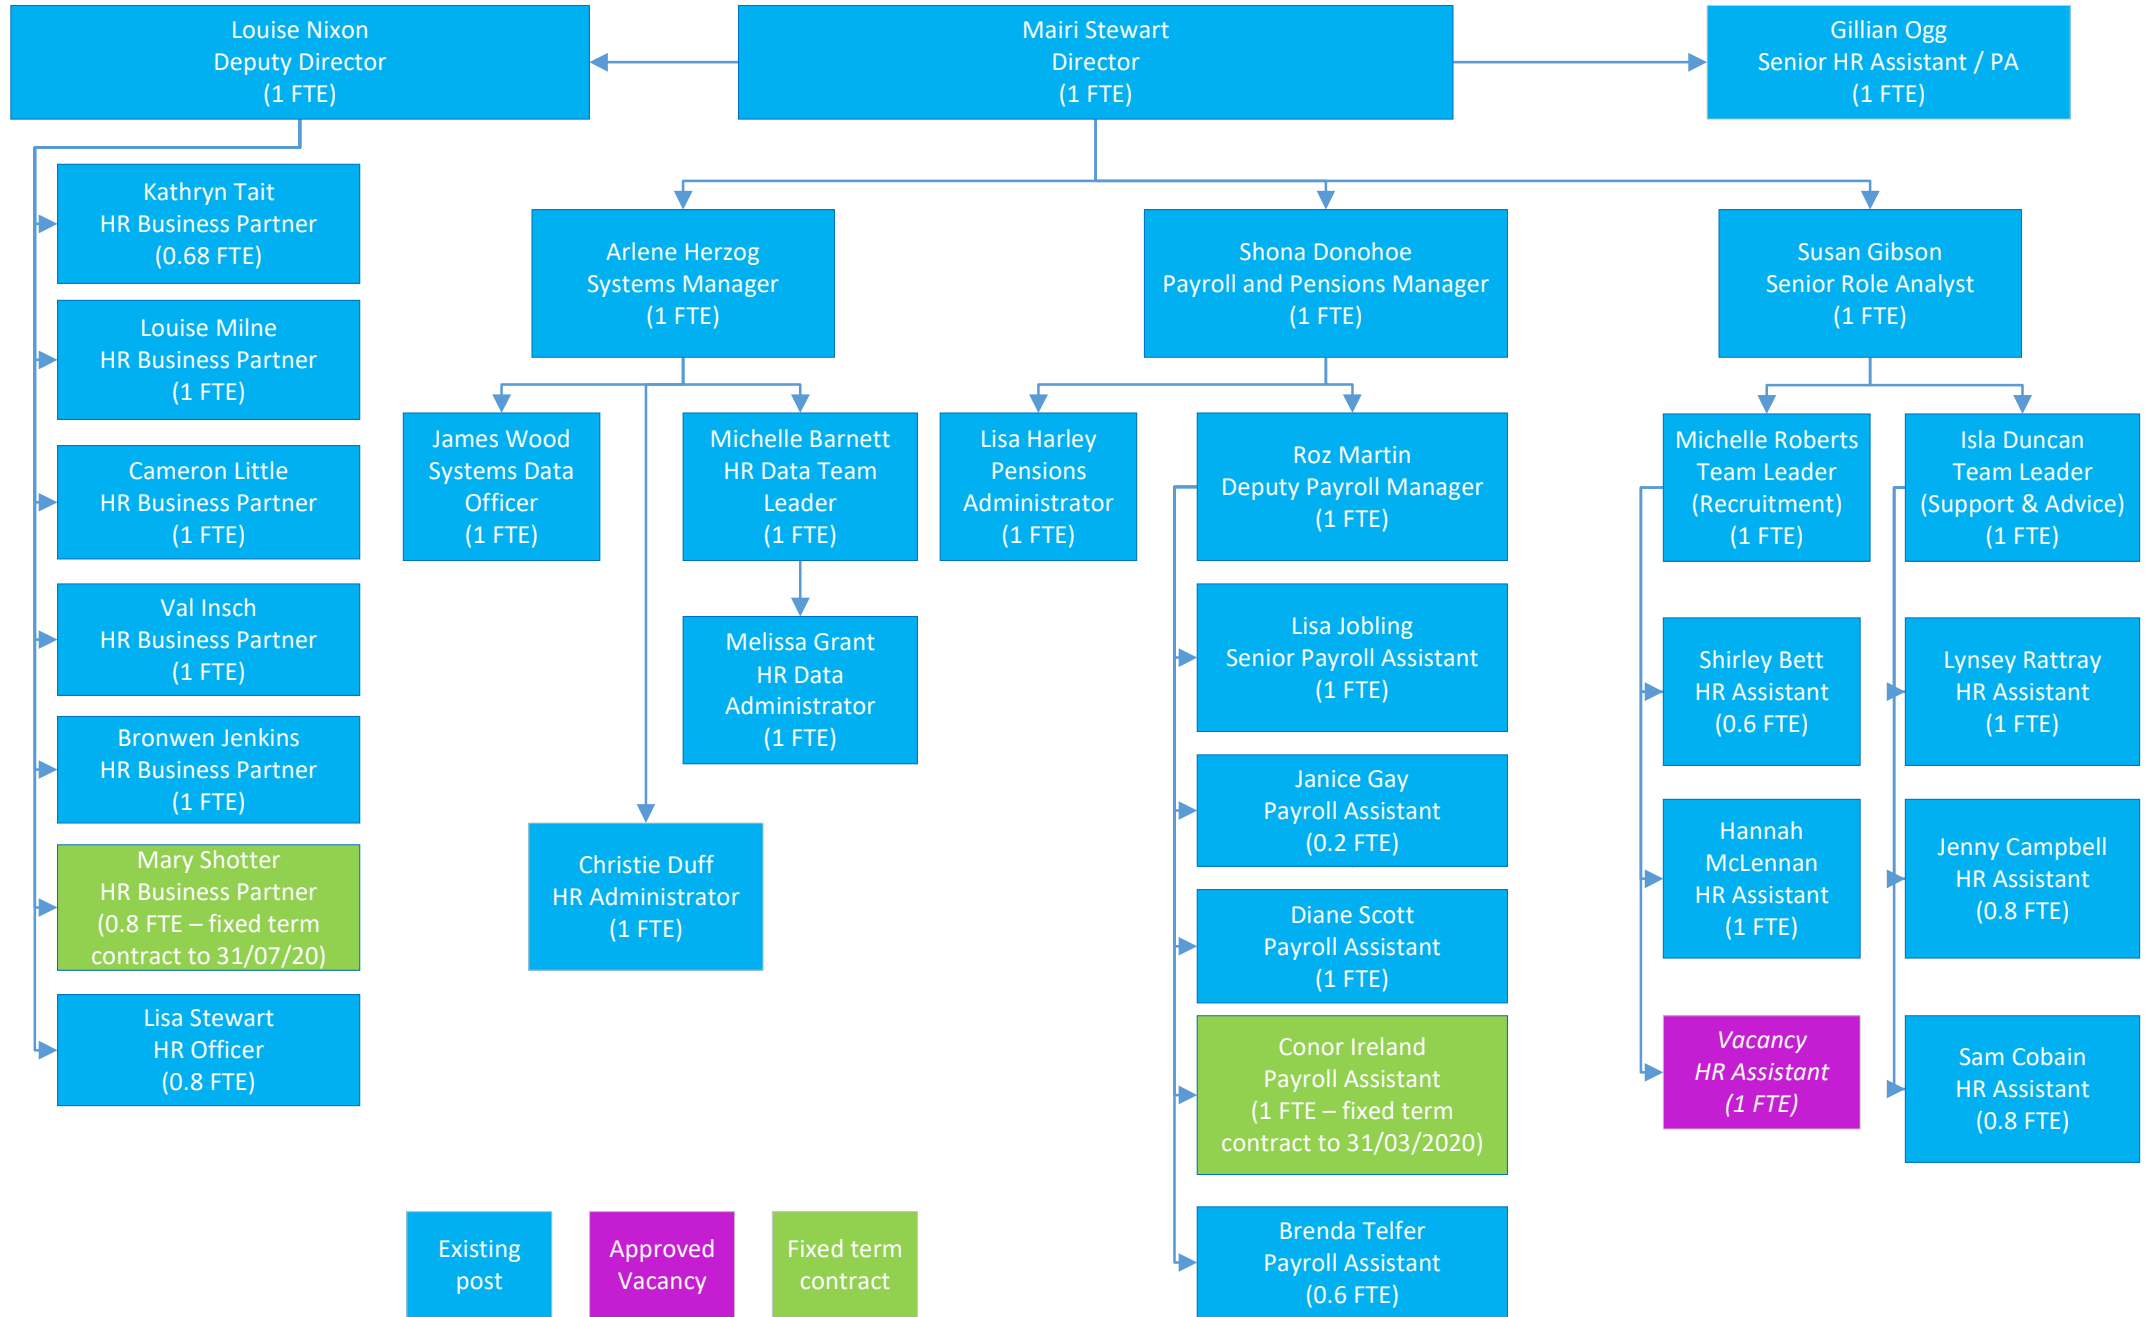 Louise Nixon
Deputy Director
(1 FTE)
Mairi Stewart
Director
(1 FTE)
Gillian Ogg
Senior HR Assistant / PA
(1 FTE)
Kathryn Tait
HR Business Partner
(0.68 FTE)
Louise Milne
HR Business Partner
(1 FTE)
Cameron Little
HR Business Partner
(1 FTE)
Val Insch
HR Business Partner
(1 FTE)
Bronwen Jenkins
HR Business Partner
(1 FTE)
Mary Shotter
HR Business Partner
(0.8 FTE – fixed term
contract to 31/07/20)
Lisa Stewart
HR Officer
(0.8 FTE)
Arlene Herzog
Systems Manager
(1 FTE)
James Wood
Systems Data
Officer
(1 FTE)
Michelle Barnett
HR Data Team
Leader
(1 FTE)
Melissa Grant
HR Data
Administrator
(1 FTE)
Christie Duff
HR Administrator
(1 FTE)
Shona Donohoe
Payroll and Pensions Manager
(1 FTE)
Lisa Harley
Pensions
Administrator
(1 FTE)
Roz Martin
Deputy Payroll Manager
(1 FTE)
Lisa Jobling
Senior Payroll Assistant
(1 FTE)
Janice Gay
Payroll Assistant
(0.2 FTE)
Diane Scott
Payroll Assistant
(1 FTE)
Conor Ireland
Payroll Assistant
(1 FTE – fixed term
contract to 31/03/2020)
Brenda Telfer
Payroll Assistant
(0.6 FTE)
Susan Gibson
Senior Role Analyst
(1 FTE)
Michelle Roberts
Team Leader
(Recruitment)
(1 FTE)
Shirley Bett
HR Assistant
(0.6 FTE)
Hannah
McLennan
HR Assistant
(1 FTE)
Vacancy
HR Assistant
(1 FTE)
Isla Duncan
Team Leader
(Support & Advice)
(1 FTE)
Lynsey Rattray
HR Assistant
(1 FTE)
Jenny Campbell
HR Assistant
(0.8 FTE)
Sam Cobain
HR Assistant
(0.8 FTE)
Existing
post
Approved
Vacancy
Fixed term
contract